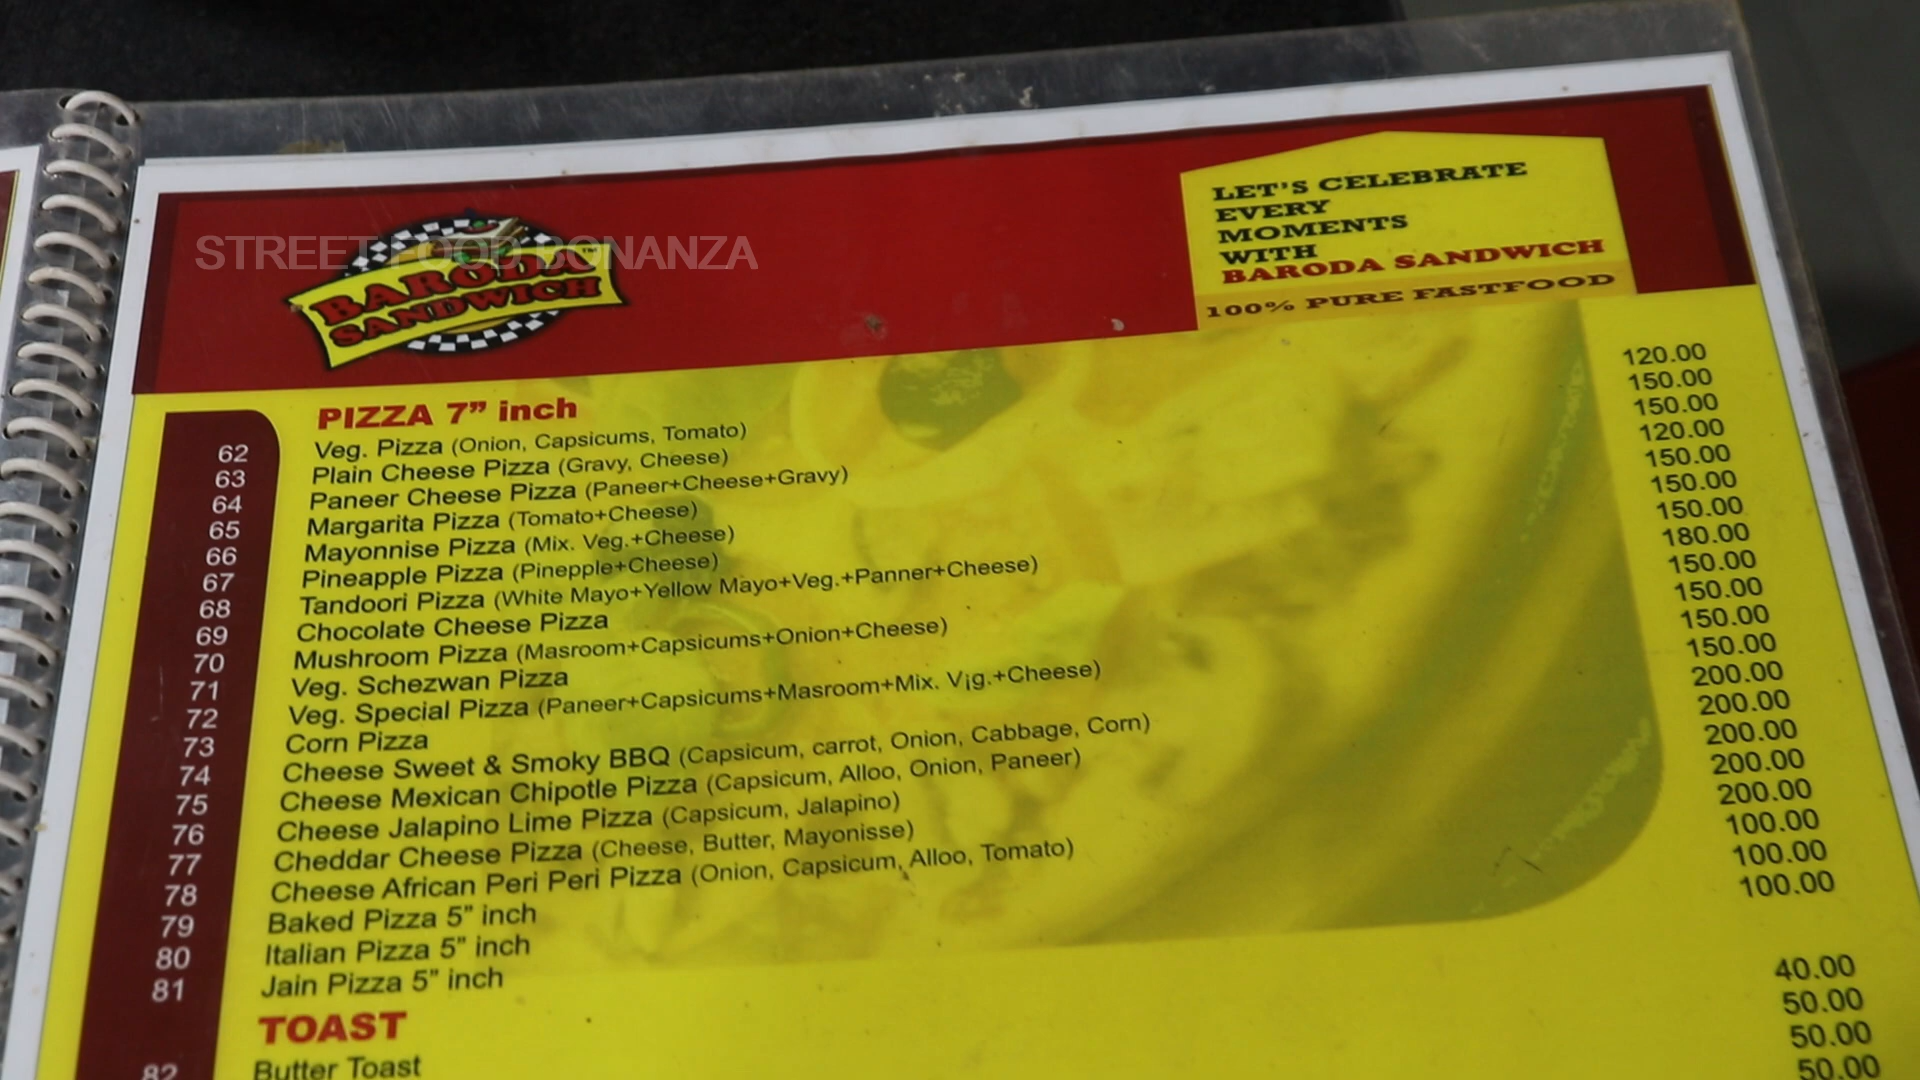 STREET FOOD BONANZA
BARODA™
SANDWICH
LET'S CELEBRATE
EVERY
MOMENTS
WITH
BARODA SANDWICH
100% PURE FASTFOOD
PIZZA 7” inch
62 Veg. Pizza (Onion, Capsicums, Tomato) 120.00
63 Plain Cheese Pizza (Gravy, Cheese) 150.00
64 Paneer Cheese Pizza (Paneer+Cheese+Gravy) 150.00
65 Margarita Pizza (Tomato+Cheese) 120.00
66 Mayonnise Pizza (Mix. Veg.+Cheese) 150.00
67 Pineapple Pizza (Pinepple+Cheese) 150.00
68 Tandoori Pizza (White Mayo+Yellow Mayo+Veg.+Panner+Cheese) 150.00
69 Chocolate Cheese Pizza 180.00
70 Mushroom Pizza (Masroom+Capsicums+Onion+Cheese) 150.00
71 Veg. Schezwan Pizza 150.00
72 Veg. Special Pizza (Paneer+Capsicums+Masroom+Mix. V¡g.+Cheese) 150.00
73 Corn Pizza 150.00
74 Cheese Sweet & Smoky BBQ (Capsicum, carrot, Onion, Cabbage, Corn) 200.00
75 Cheese Mexican Chipotle Pizza (Capsicum, Alloo, Onion, Paneer) 200.00
76 Cheese Jalapino Lime Pizza (Capsicum, Jalapino) 200.00
77 Cheddar Cheese Pizza (Cheese, Butter, Mayonisse) 200.00
78 Cheese African Peri Peri Pizza (Onion, Capsicum, Alloo, Tomato) 200.00
79 Baked Pizza 5” inch 100.00
80 Italian Pizza 5” inch 100.00
81 Jain Pizza 5” inch 100.00
TOAST
82 Butter Toast 40.00
50.00
50.00
50.00